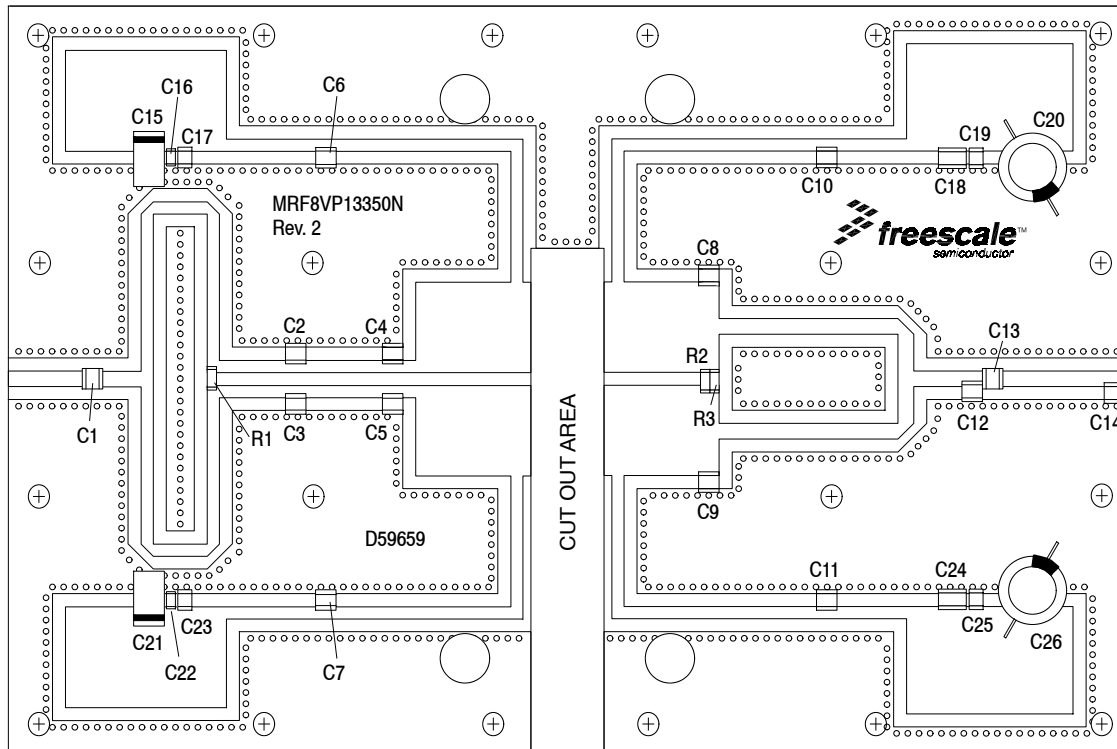 C16
C6
C15
C17
C19
C20
C10
C18
MRF8VP13350N
Rev. 2
freescale™
semiconductor
C8
C2
C4
C13
R2
C1
R1
C3
C5
R3
C12
C14
CUT OUT AREA
C9
D59659
C11
C24
C23
C25
C21
C22
C7
C26